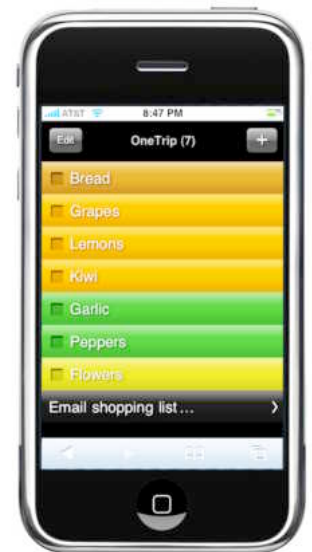 AT&T 8:47 PM
Edit OneTrip (7) +
Bread
Grapes
Lemons
Kiwi
Garlic
Peppers
Flowers
Email shopping list...